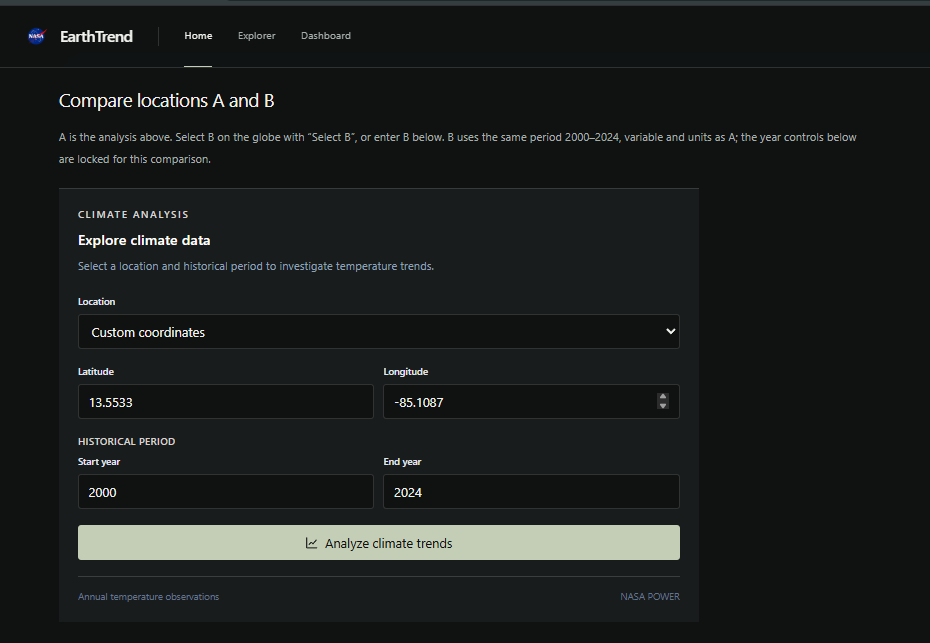 NASA EarthTrend Home Explorer Dashboard
Compare locations A and B
A is the analysis above. Select B on the globe with "Select B", or enter B below. B uses the same period 2000–2024, variable and units as A; the year controls below
are locked for this comparison.
CLIMATE ANALYSIS
Explore climate data
Select a location and historical period to investigate temperature trends.
Location
Custom coordinates
Latitude Longitude
13.5533 -85.1087
HISTORICAL PERIOD
Start year End year
2000 2024
Analyze climate trends
Annual temperature observations NASA POWER